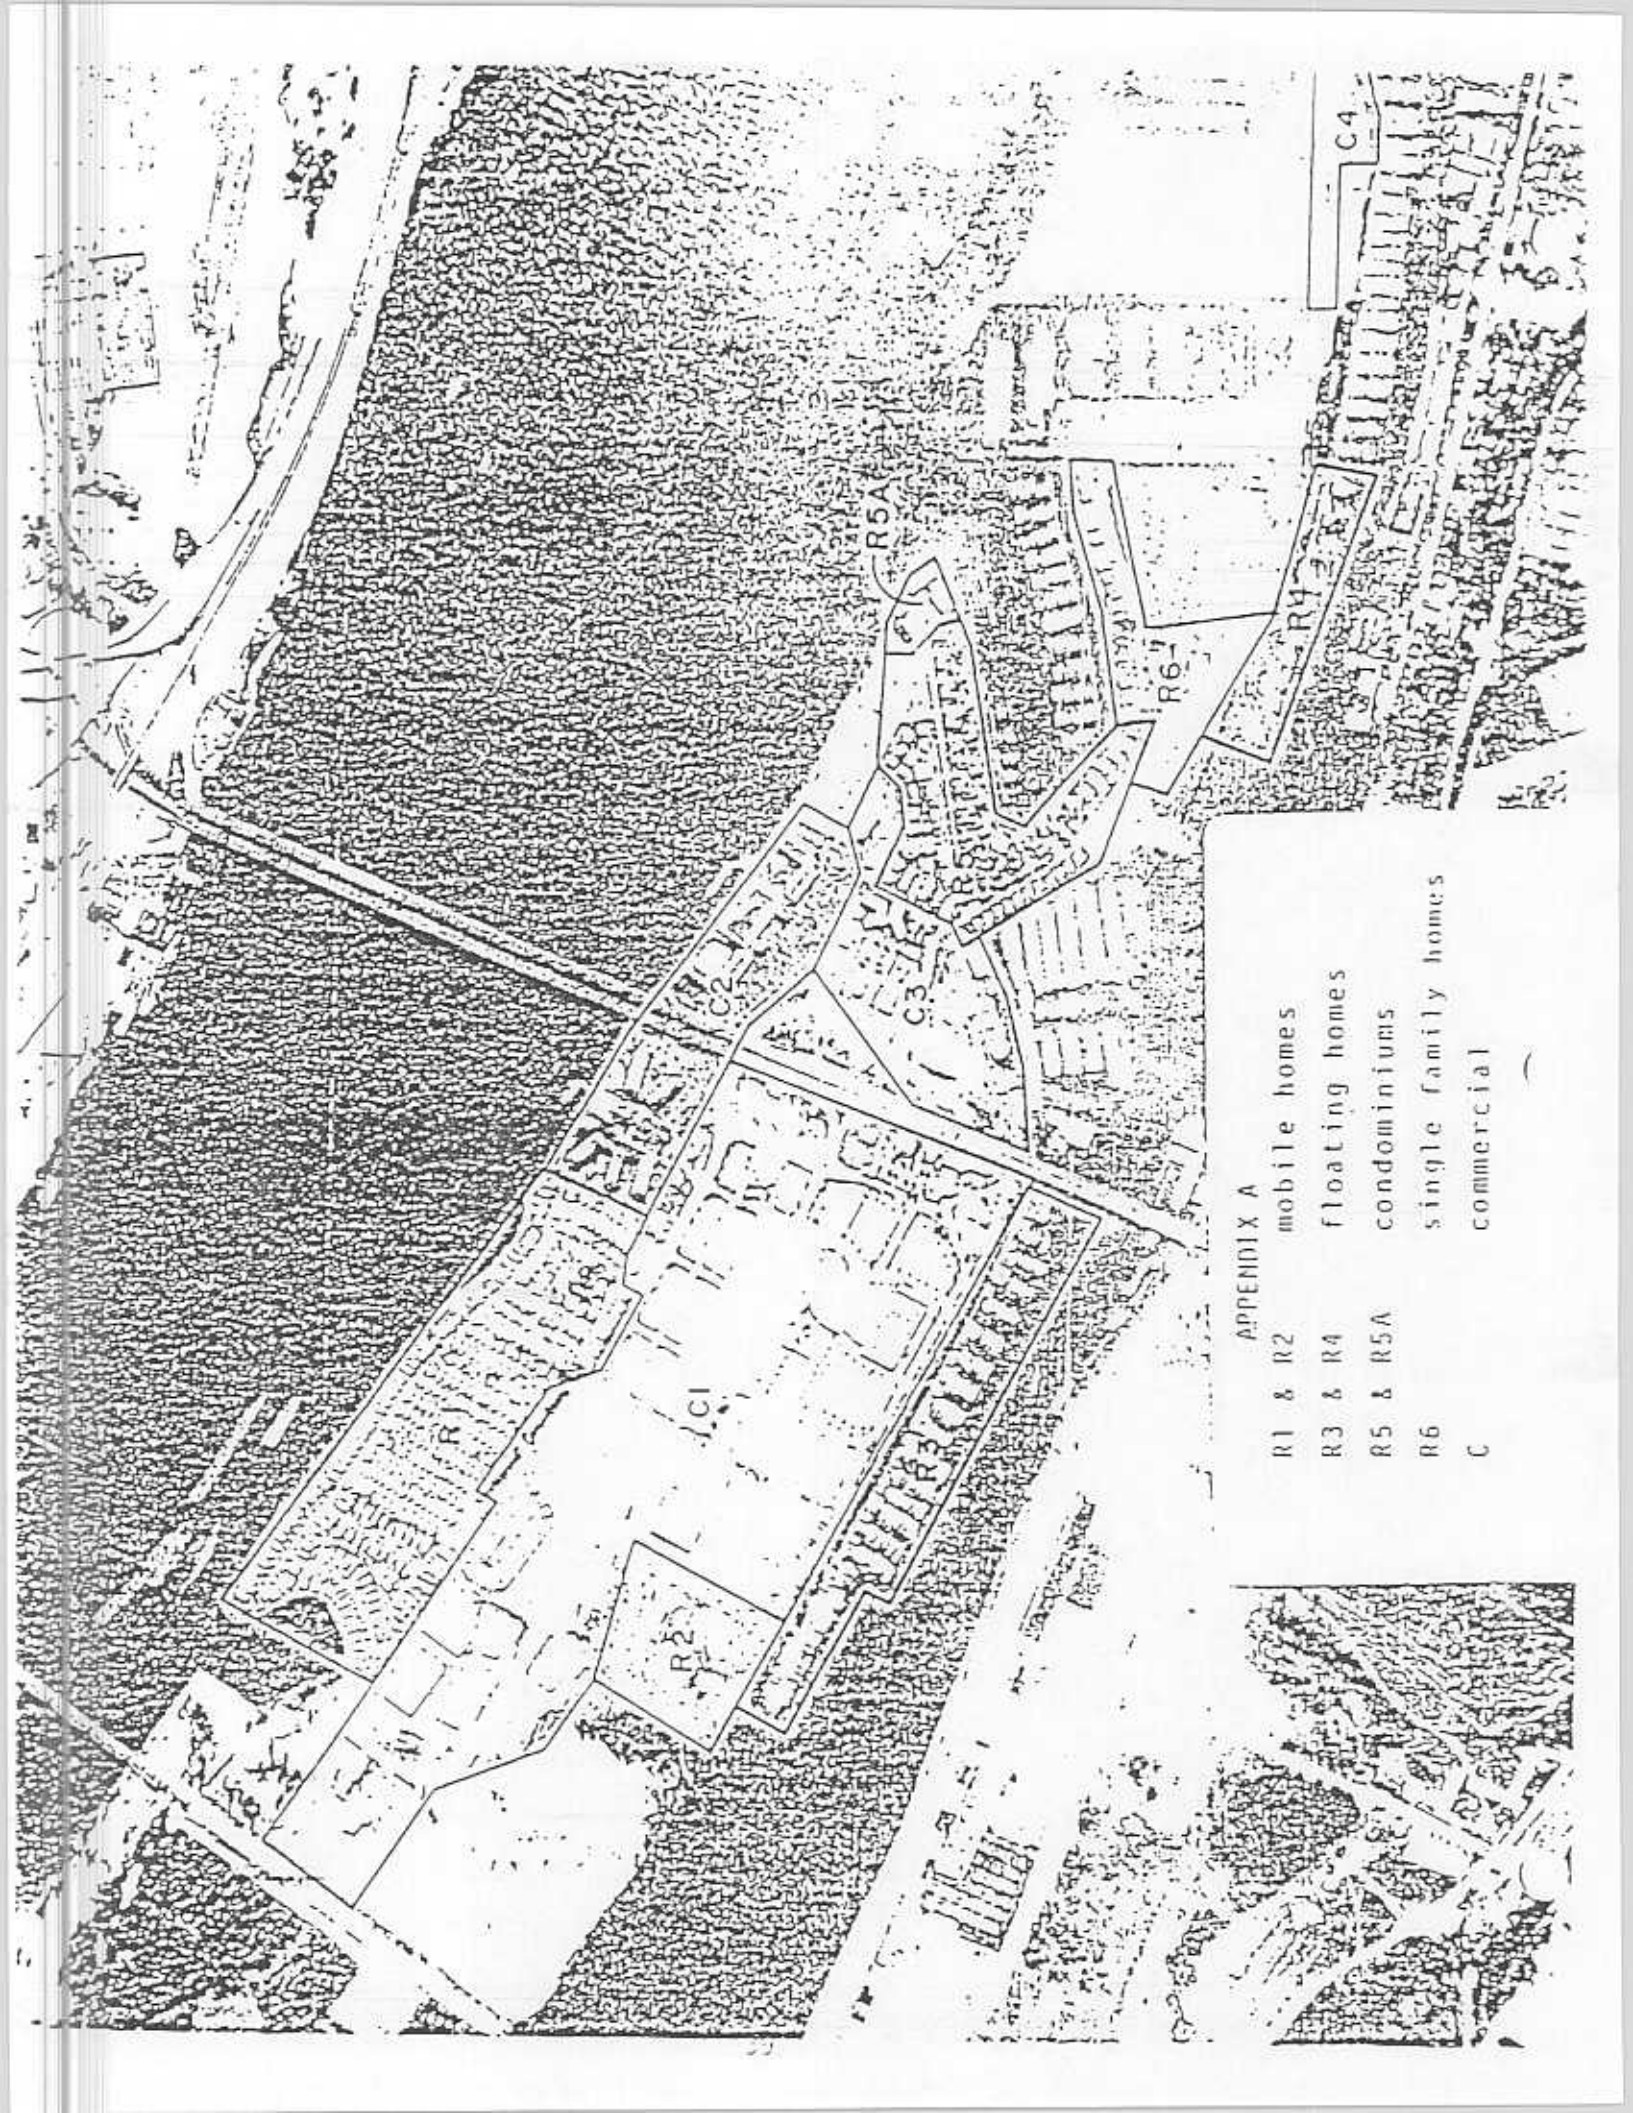 C4
R5A
R4
R6
R5
C2
C3
R1
C1
R3
R2
APPENDIX A
R1 & R2 mobile homes
R3 & R4 floating homes
R5 & R5A condominiums
R6 single family homes
C commercial